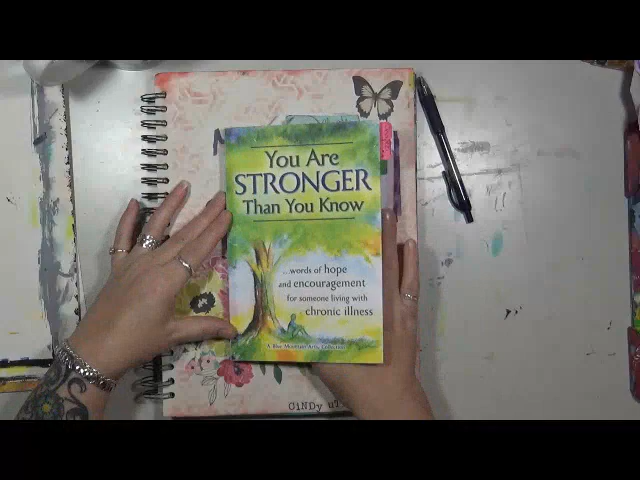 You Are
STRONGER
Than You Know
...words of hope
and encouragement
for someone living with
chronic illness
A Blue Mountain Arts Collection
CiNDy